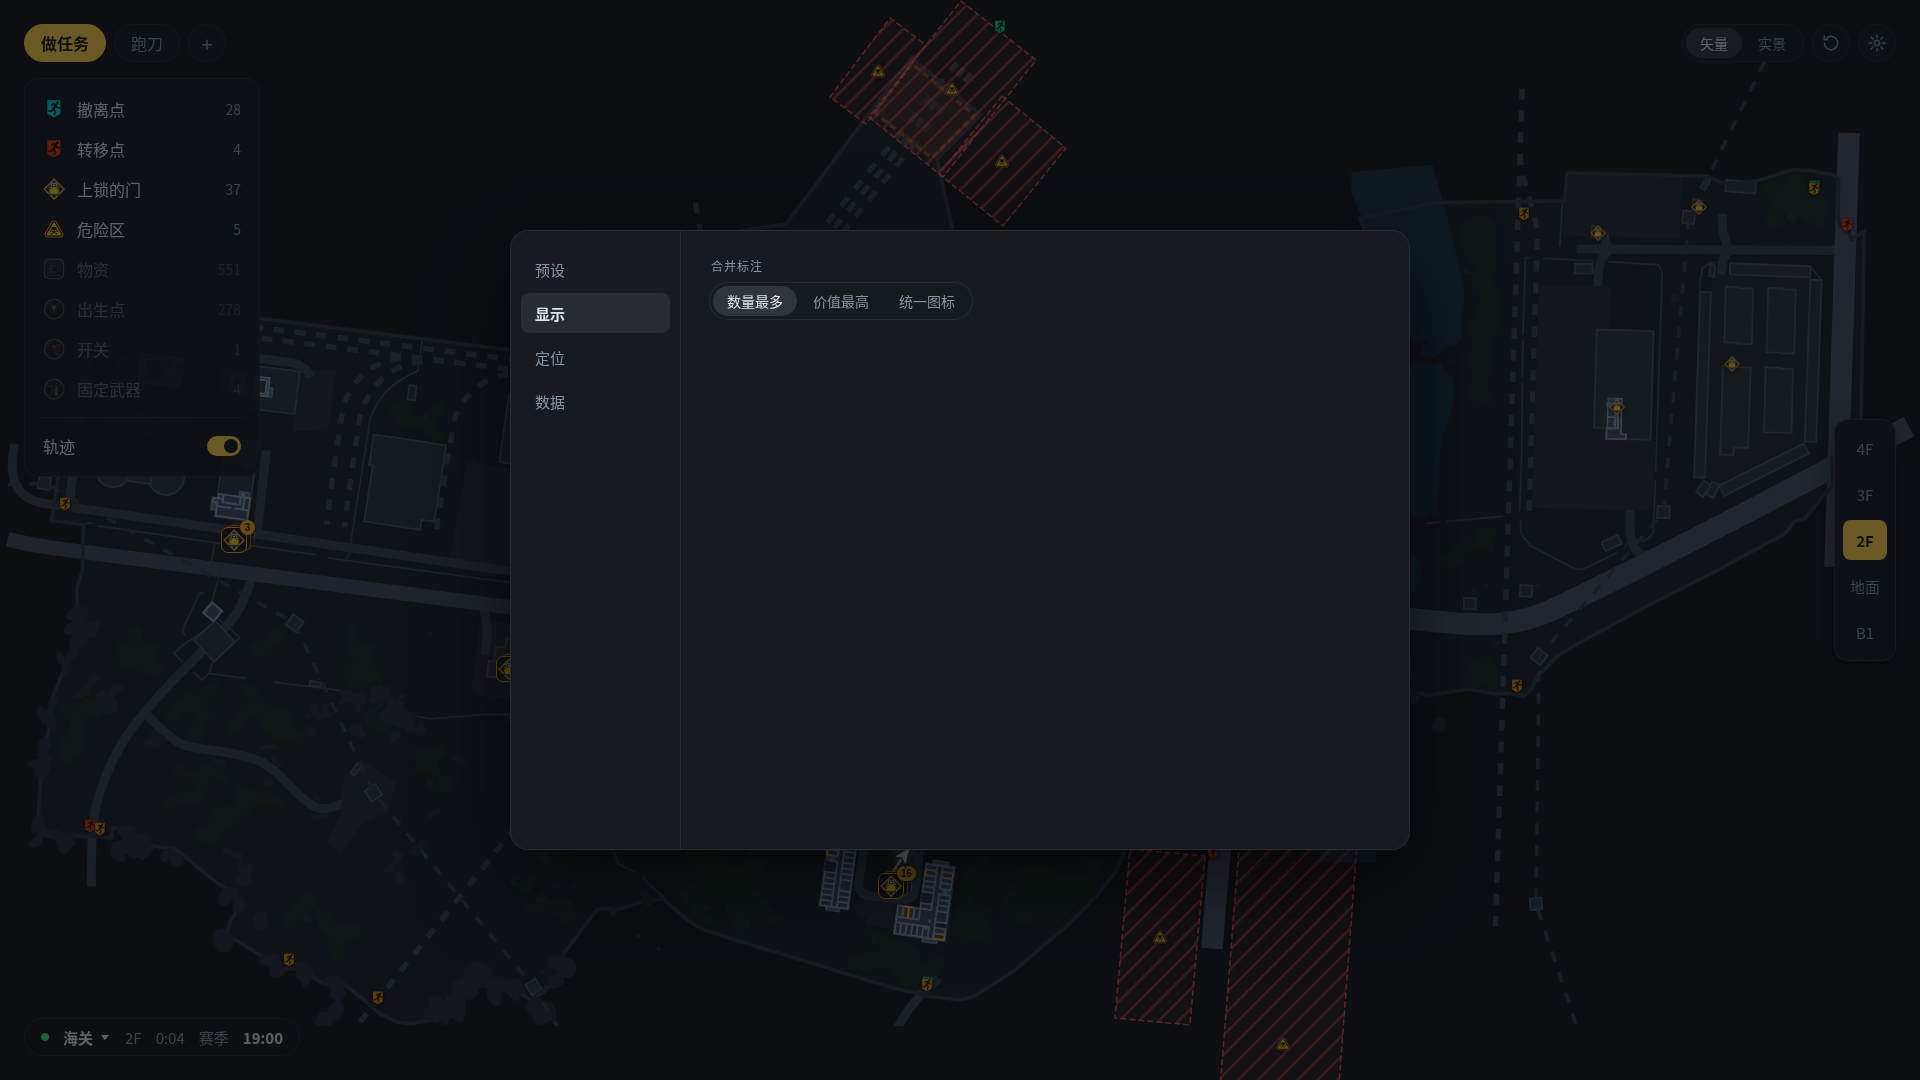 做任务 跑刀 +
矢量 实景
撤离点 28
转移点 4
上锁的门 37
危险区 5
物资 551
出生点 278
开关 1
固定武器 4
轨迹
预设
显示
定位
数据
合并标注
数量最多 价值最高 统一图标
4F
3F
2F
地面
B1
3
16
海关 2F 0:04 赛季 19:00